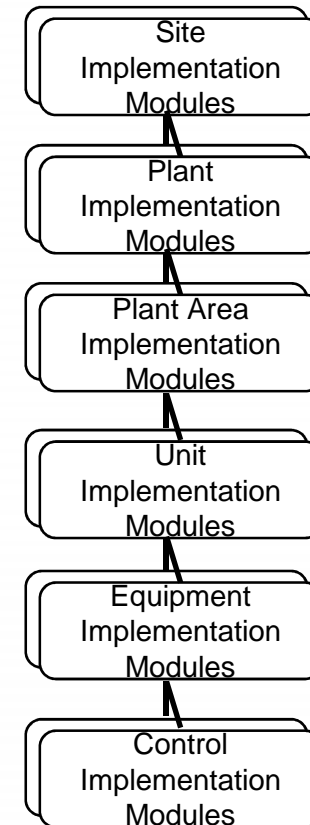 Site
Implementation
Modules
Plant
Implementation
Modules
Plant Area
Implementation
Modules
Unit
Implementation
Modules
Equipment
Implementation
Modules
Control
Implementation
Modules